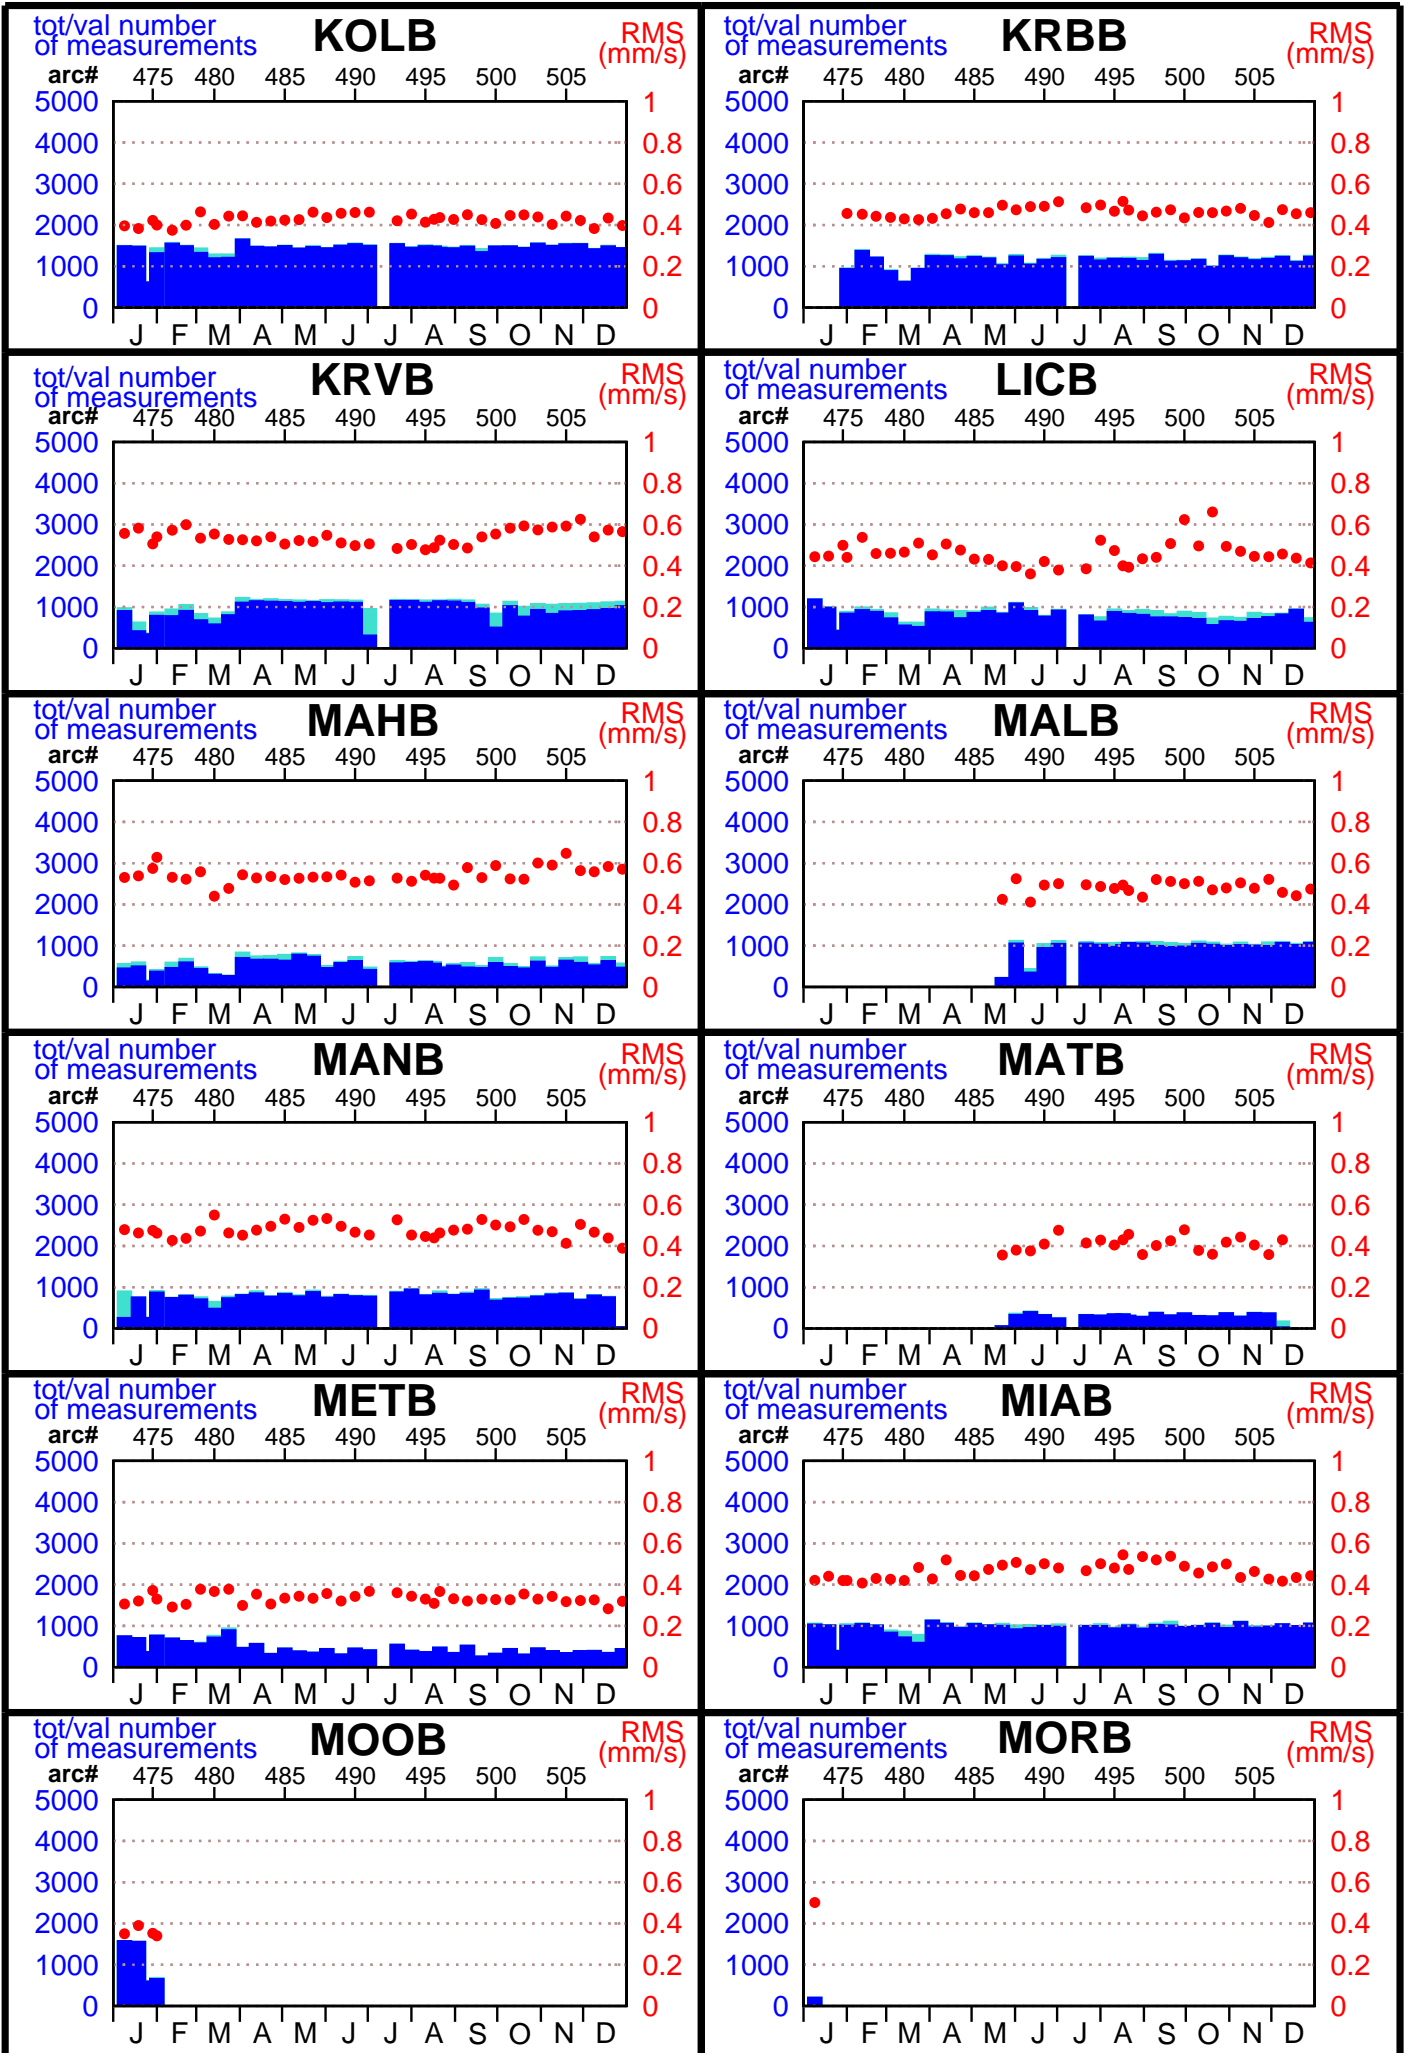 tot/val number
of measurements
KOLB
RMS
(mm/s)
arc# 475 480 485 490 495 500 505
5000 1
4000 0.8
3000 0.6
2000 0.4
1000 0.2
0 0
J F M A M J J A S O N D
tot/val number
of measurements
KRBB
RMS
(mm/s)
arc# 475 480 485 490 495 500 505
5000 1
4000 0.8
3000 0.6
2000 0.4
1000 0.2
0 0
J F M A M J J A S O N D
tot/val number
of measurements
KRVB
RMS
(mm/s)
arc# 475 480 485 490 495 500 505
5000 1
4000 0.8
3000 0.6
2000 0.4
1000 0.2
0 0
J F M A M J J A S O N D
tot/val number
of measurements
LICB
RMS
(mm/s)
arc# 475 480 485 490 495 500 505
5000 1
4000 0.8
3000 0.6
2000 0.4
1000 0.2
0 0
J F M A M J J A S O N D
tot/val number
of measurements
MAHB
RMS
(mm/s)
arc# 475 480 485 490 495 500 505
5000 1
4000 0.8
3000 0.6
2000 0.4
1000 0.2
0 0
J F M A M J J A S O N D
tot/val number
of measurements
MALB
RMS
(mm/s)
arc# 475 480 485 490 495 500 505
5000 1
4000 0.8
3000 0.6
2000 0.4
1000 0.2
0 0
J F M A M J J A S O N D
tot/val number
of measurements
MANB
RMS
(mm/s)
arc# 475 480 485 490 495 500 505
5000 1
4000 0.8
3000 0.6
2000 0.4
1000 0.2
0 0
J F M A M J J A S O N D
tot/val number
of measurements
MATB
RMS
(mm/s)
arc# 475 480 485 490 495 500 505
5000 1
4000 0.8
3000 0.6
2000 0.4
1000 0.2
0 0
J F M A M J J A S O N D
tot/val number
of measurements
METB
RMS
(mm/s)
arc# 475 480 485 490 495 500 505
5000 1
4000 0.8
3000 0.6
2000 0.4
1000 0.2
0 0
J F M A M J J A S O N D
tot/val number
of measurements
MIAB
RMS
(mm/s)
arc# 475 480 485 490 495 500 505
5000 1
4000 0.8
3000 0.6
2000 0.4
1000 0.2
0 0
J F M A M J J A S O N D
tot/val number
of measurements
MOOB
RMS
(mm/s)
arc# 475 480 485 490 495 500 505
5000 1
4000 0.8
3000 0.6
2000 0.4
1000 0.2
0 0
J F M A M J J A S O N D
tot/val number
of measurements
MORB
RMS
(mm/s)
arc# 475 480 485 490 495 500 505
5000 1
4000 0.8
3000 0.6
2000 0.4
1000 0.2
0 0
J F M A M J J A S O N D